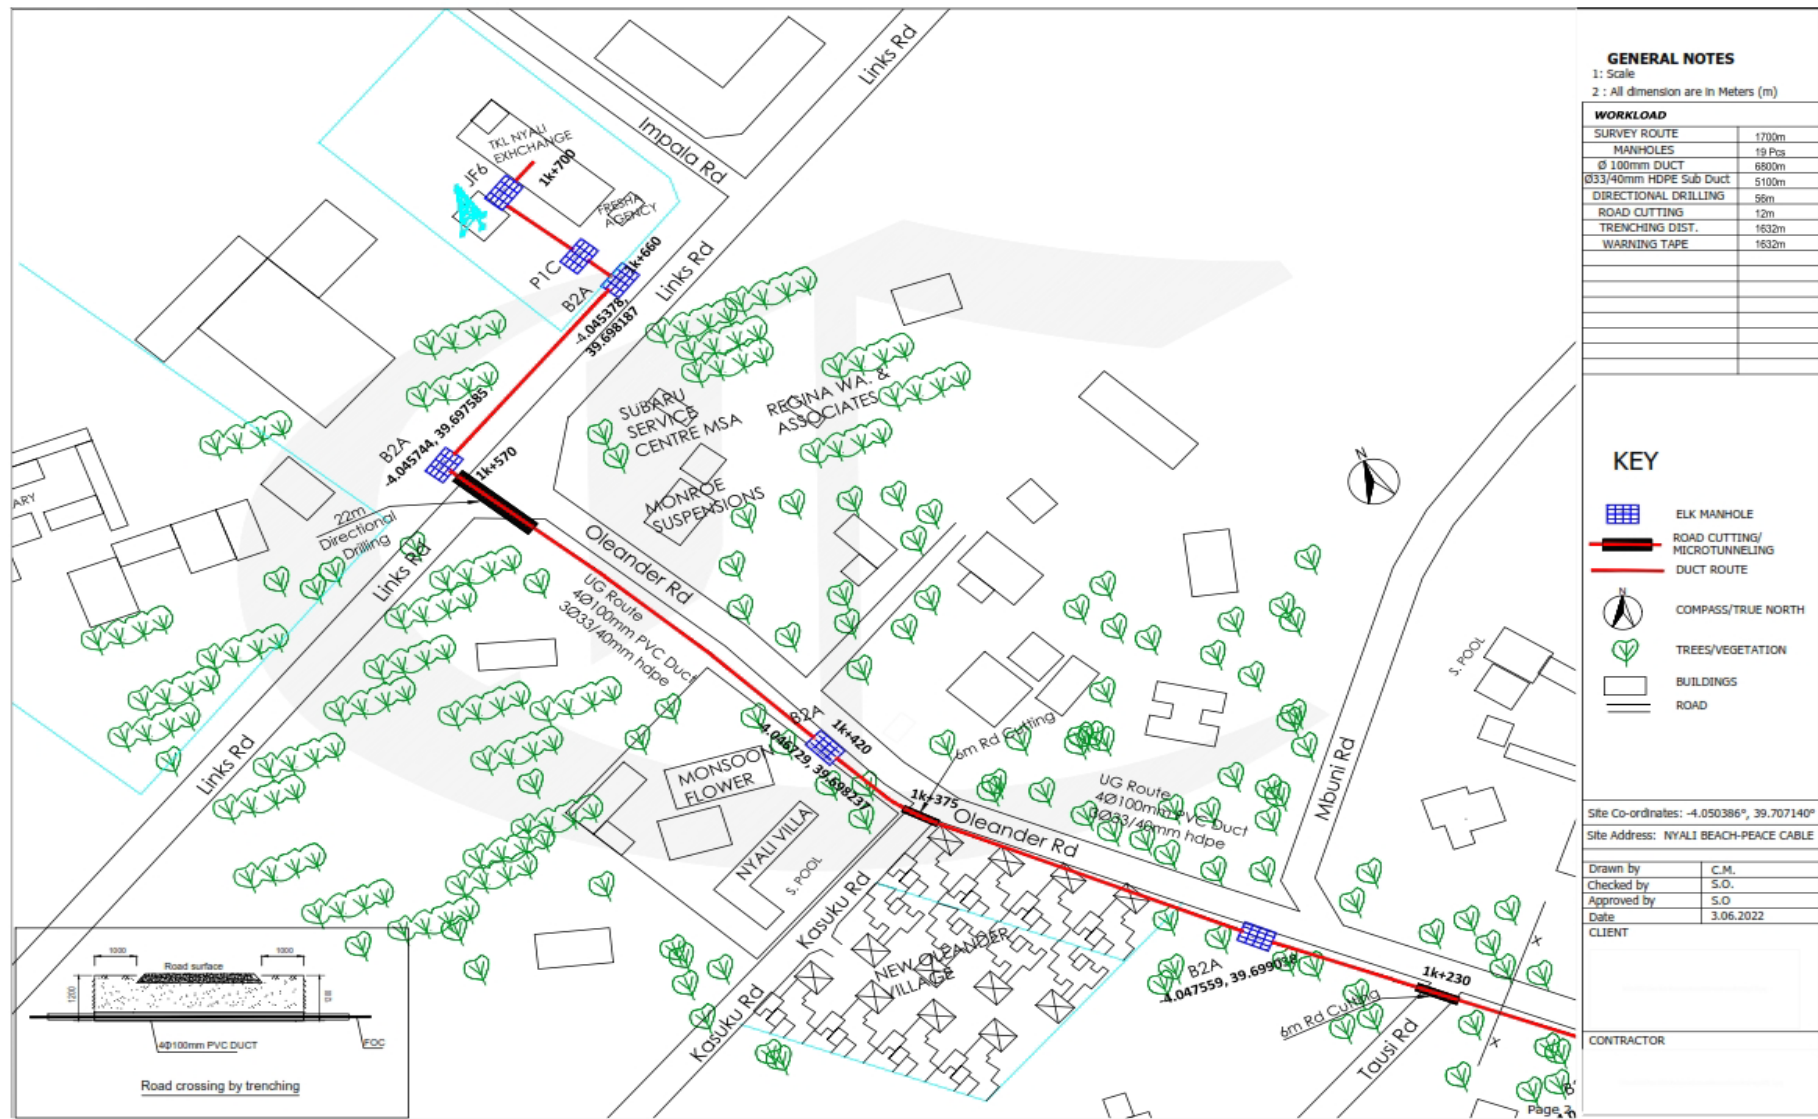 Links Rd
Impala Rd
TKL NYALI
EXHCHANGE
JF6
1k+700
FRESHA
AGENCY
P1C
1k+660
B2A
Links Rd
-4.045378,
39.698187
B2A
-4.045744, 39.697585
1k+570
22m
Directional
Drilling
Links Rd
SUBARU
SERVICE
CENTRE MSA
REGINA WA. &
ASSOCIATES
MONROE
SUSPENSIONS
ARY
Oleander Rd
UG Route
4Ø100mm PVC Duct
3Ø33/40mm hdpe
Links Rd
B2A
1k+420
-4.046729, 39.698237
MONSOON
FLOWER
NYALI VILLA
S. POOL
6m Rd Cutting
1k+375
Oleander Rd
UG Route
4Ø100mm PVC Duct
3Ø33/40mm hdpe
Mbuni Rd
S. POOL
N
Kasuku Rd
Kasuku Rd
NEW OLEANDER
VILLAGE
B2A
-4.047559, 39.699038
1k+230
6m Rd Cutting
Tausi Rd
X
X
1000
1000
Road surface
1200
1200
4Φ100mm PVC DUCT
FOC
Road crossing by trenching
GENERAL NOTES
1: Scale
2 : All dimension are in Meters (m)
WORKLOAD
SURVEY ROUTE 1700m
MANHOLES 19 Pcs
Ø 100mm DUCT 6800m
Ø33/40mm HDPE Sub Duct 5100m
DIRECTIONAL DRILLING 56m
ROAD CUTTING 12m
TRENCHING DIST. 1632m
WARNING TAPE 1632m
KEY
ELK MANHOLE
ROAD CUTTING/
MICROTUNNELING
DUCT ROUTE
N
COMPASS/TRUE NORTH
TREES/VEGETATION
BUILDINGS
ROAD
Site Co-ordinates: -4.050386°, 39.707140°
Site Address: NYALI BEACH-PEACE CABLE
Drawn by C.M.
Checked by S.O.
Approved by S.O
Date 3.06.2022
CLIENT
CONTRACTOR
Page 2